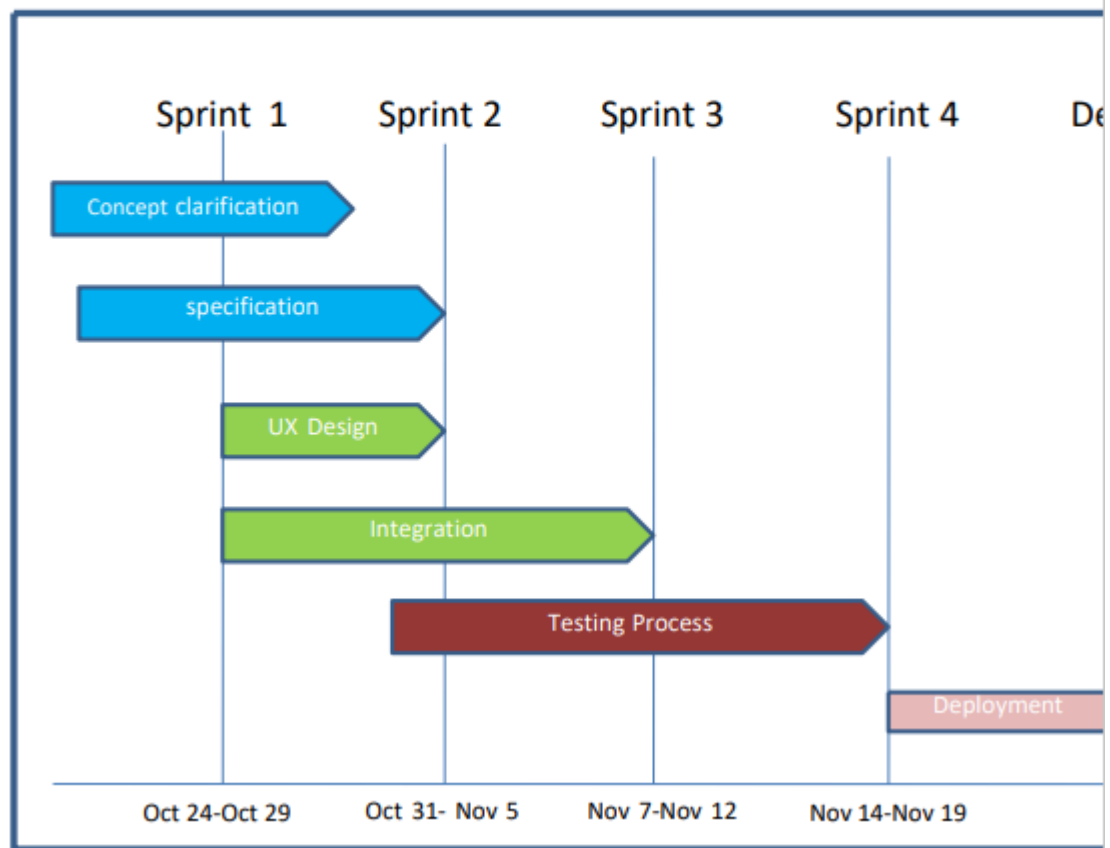 Sprint 1
Sprint 2
Sprint 3
Sprint 4
Concept clarification
specification
UX Design
Integration
Testing Process
Deployment
Oct 24-Oct 29
Oct 31- Nov 5
Nov 7-Nov 12
Nov 14-Nov 19